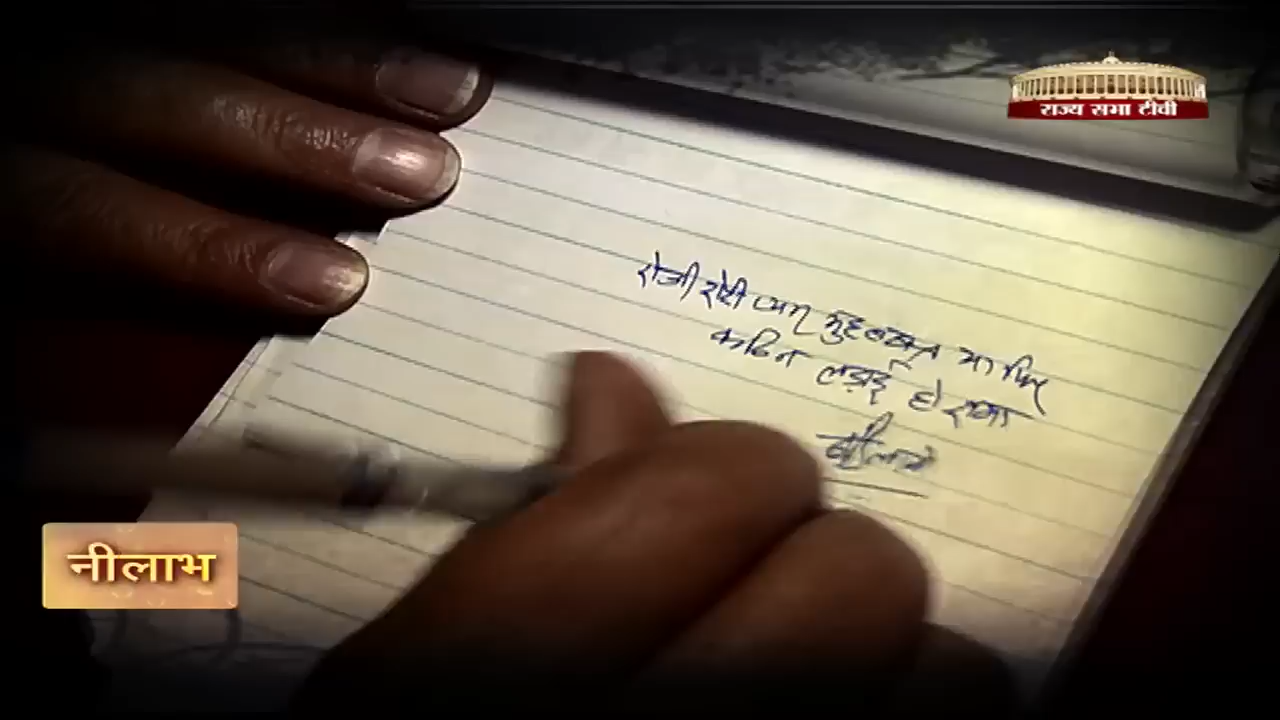 राज्य सभा टीवी
रोजी रोटी प्यार मुहब्बत या फिर
कठिन लड़ाई हो रामा
नीलाभ
नीलाभ